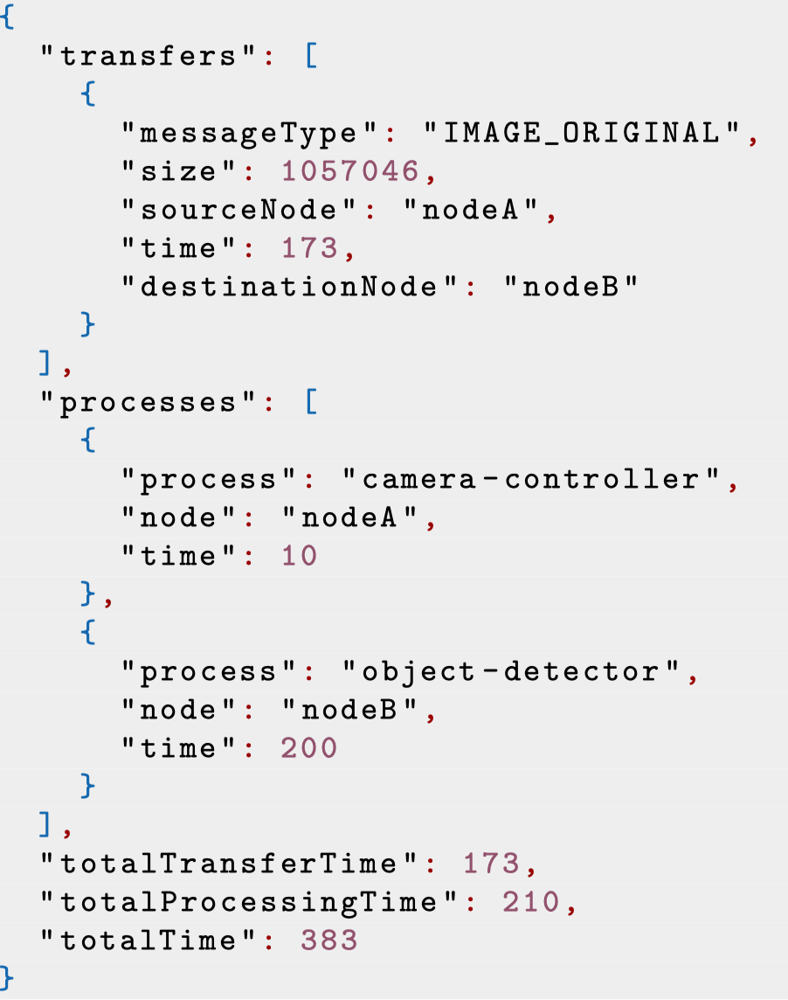 {
  "transfers": [
    {
      "messageType": "IMAGE_ORIGINAL",
      "size": 1057046,
      "sourceNode": "nodeA",
      "time": 173,
      "destinationNode": "nodeB"
    }
  ],
  "processes": [
    {
      "process": "camera-controller",
      "node": "nodeA",
      "time": 10
    },
    {
      "process": "object-detector",
      "node": "nodeB",
      "time": 200
    }
  ],
  "totalTransferTime": 173,
  "totalProcessingTime": 210,
  "totalTime": 383
}